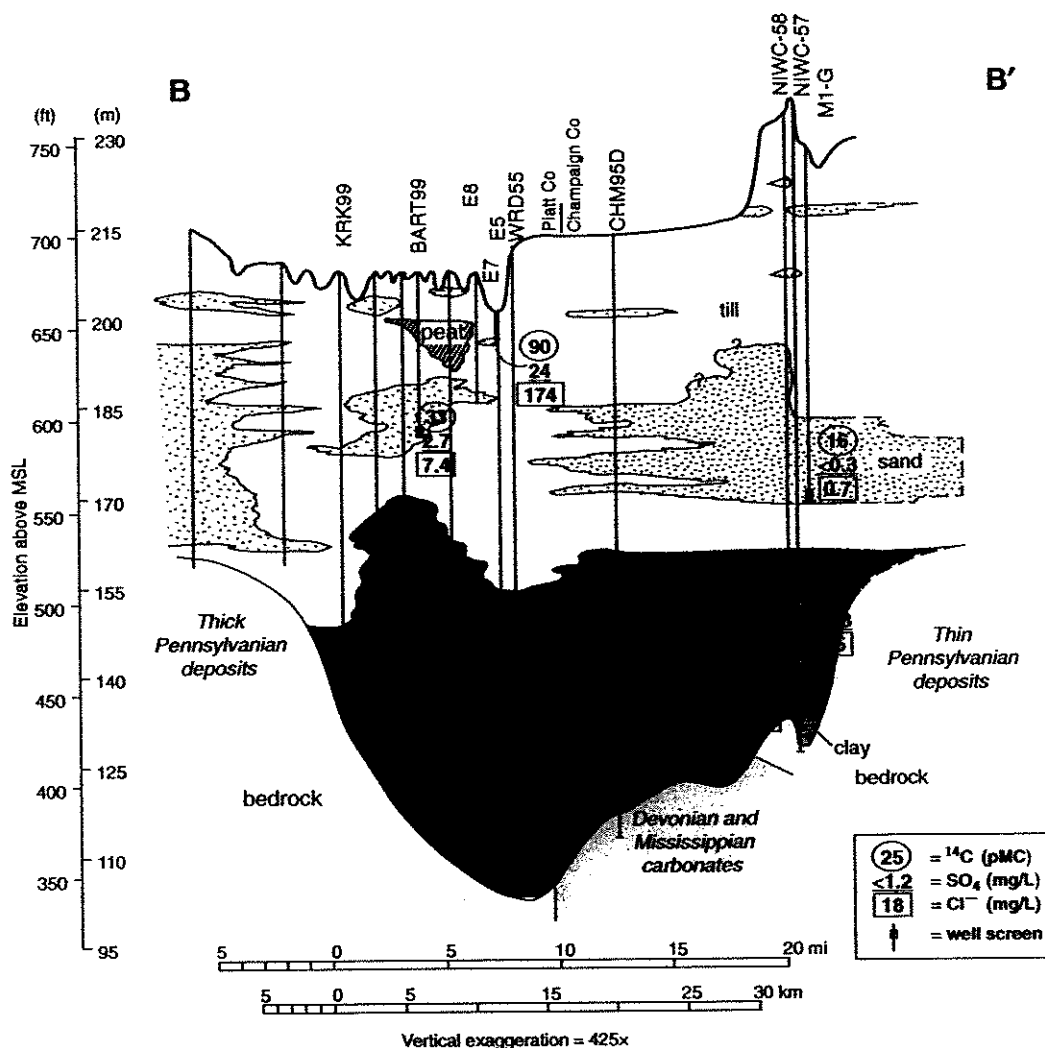 B
B′
(ft)
(m)
750
700
650
600
550
500
450
400
350
230
215
200
185
170
155
140
125
110
95
Elevation above MSL
KRK99
BART99
E8
E7
E5
WRD55
Platt Co
Champaign Co
CHM95D
NIWC-58
NIWC-57
M1-G
till
?
?
peat
90
24
174
33
2.7
7.4
16
<0.3
0.7
sand
Thick
Pennsylvanian
deposits
Thin
Pennsylvanian
deposits
clay
bedrock
bedrock
Devonian and
Mississippian
carbonates
25 = ¹⁴C (pMC)
<1.2 = SO₄ (mg/L)
18 = Cl⁻ (mg/L)
= well screen
5 0 5 10 15 20 mi
5 0 5 15 25 30 km
Vertical exaggeration = 425×